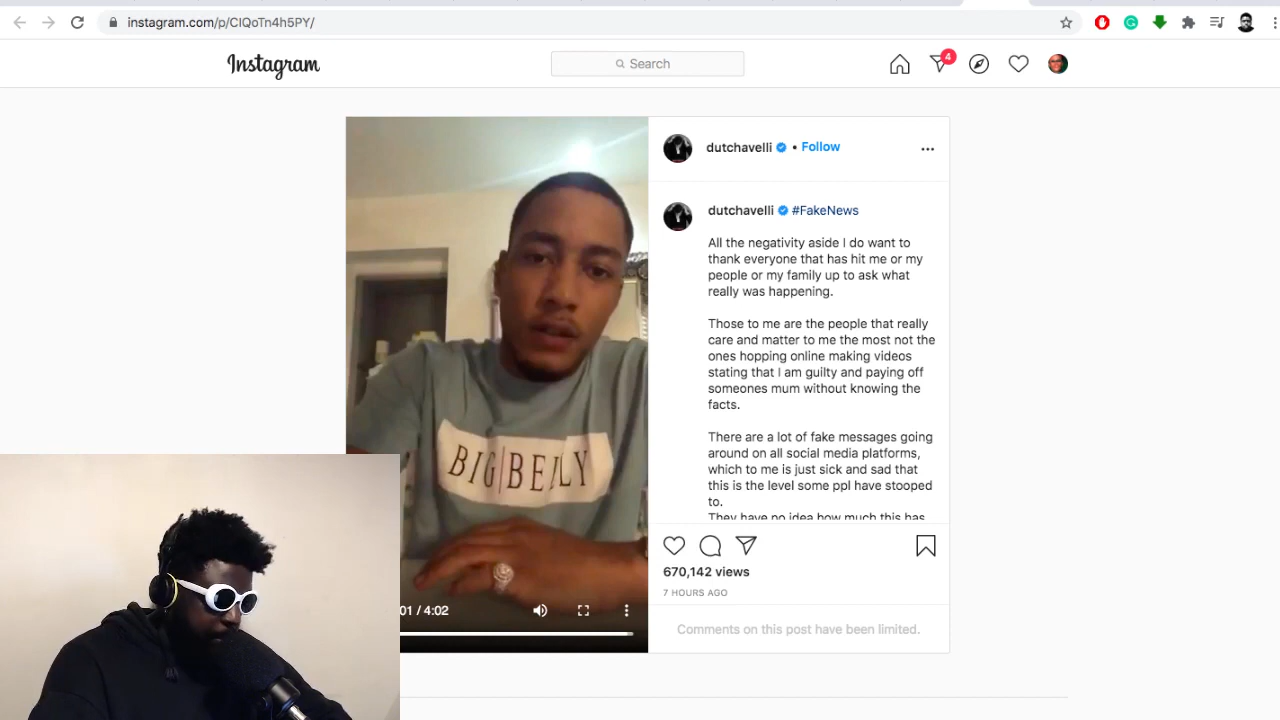 instagram.com/p/CIQoTn4h5PY/
Instagram
Search
4
dutchavelli • Follow
dutchavelli #FakeNews
All the negativity aside I do want to
thank everyone that has hit me or my
people or my family up to ask what
really was happening.
Those to me are the people that really
care and matter to me the most not the
ones hopping online making videos
stating that I am guilty and paying off
someones mum without knowing the
facts.
There are a lot of fake messages going
around on all social media platforms,
which to me is just sick and sad that
this is the level some ppl have stooped
to.
They have no idea how much this has
BIG|BELLY
01 / 4:02
670,142 views
7 HOURS AGO
Comments on this post have been limited.